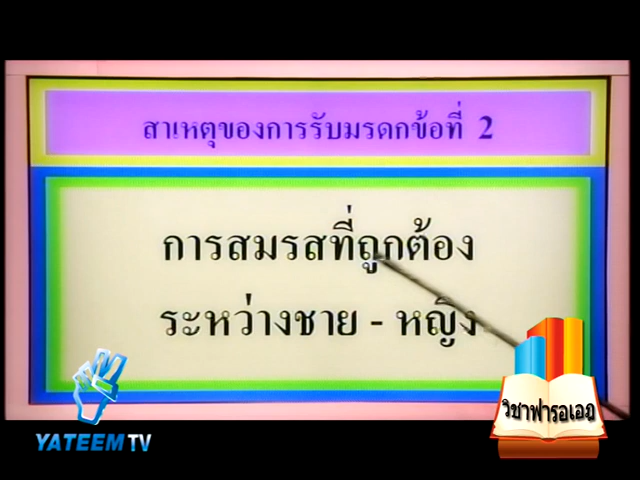 สาเหตุของการรับมรดกข้อที่ 2
การสมรสที่ถูกต้อง
ระหว่างชาย - หญิง
วิชาฟารอเอฎ
YATEEM TV